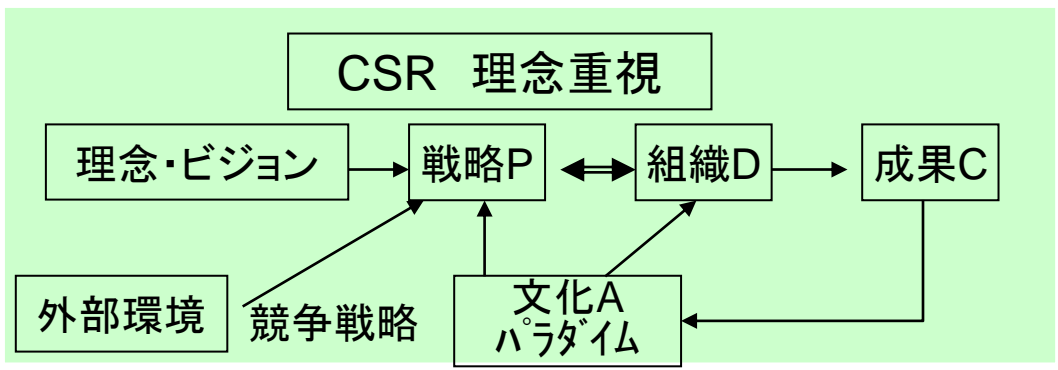 CSR 理念重視
理念・ビジョン
戦略P
組織D
成果C
外部環境
競争戦略
文化A
パラダイム